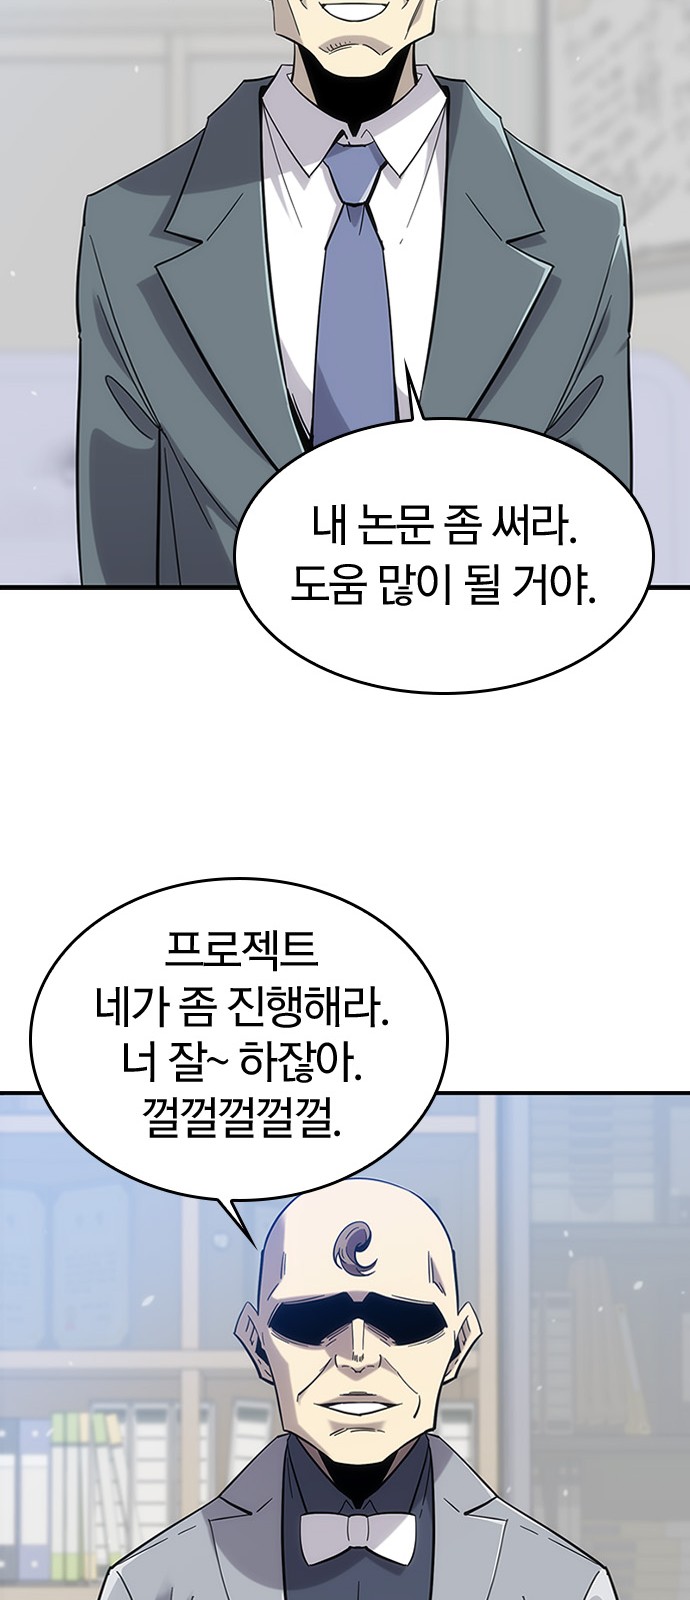 내 논문 좀 써라.
도움 많이 될 거야.
프로젝트
네가 좀 진행해라.
너 잘~ 하잖아.
껄껄껄껄껄.